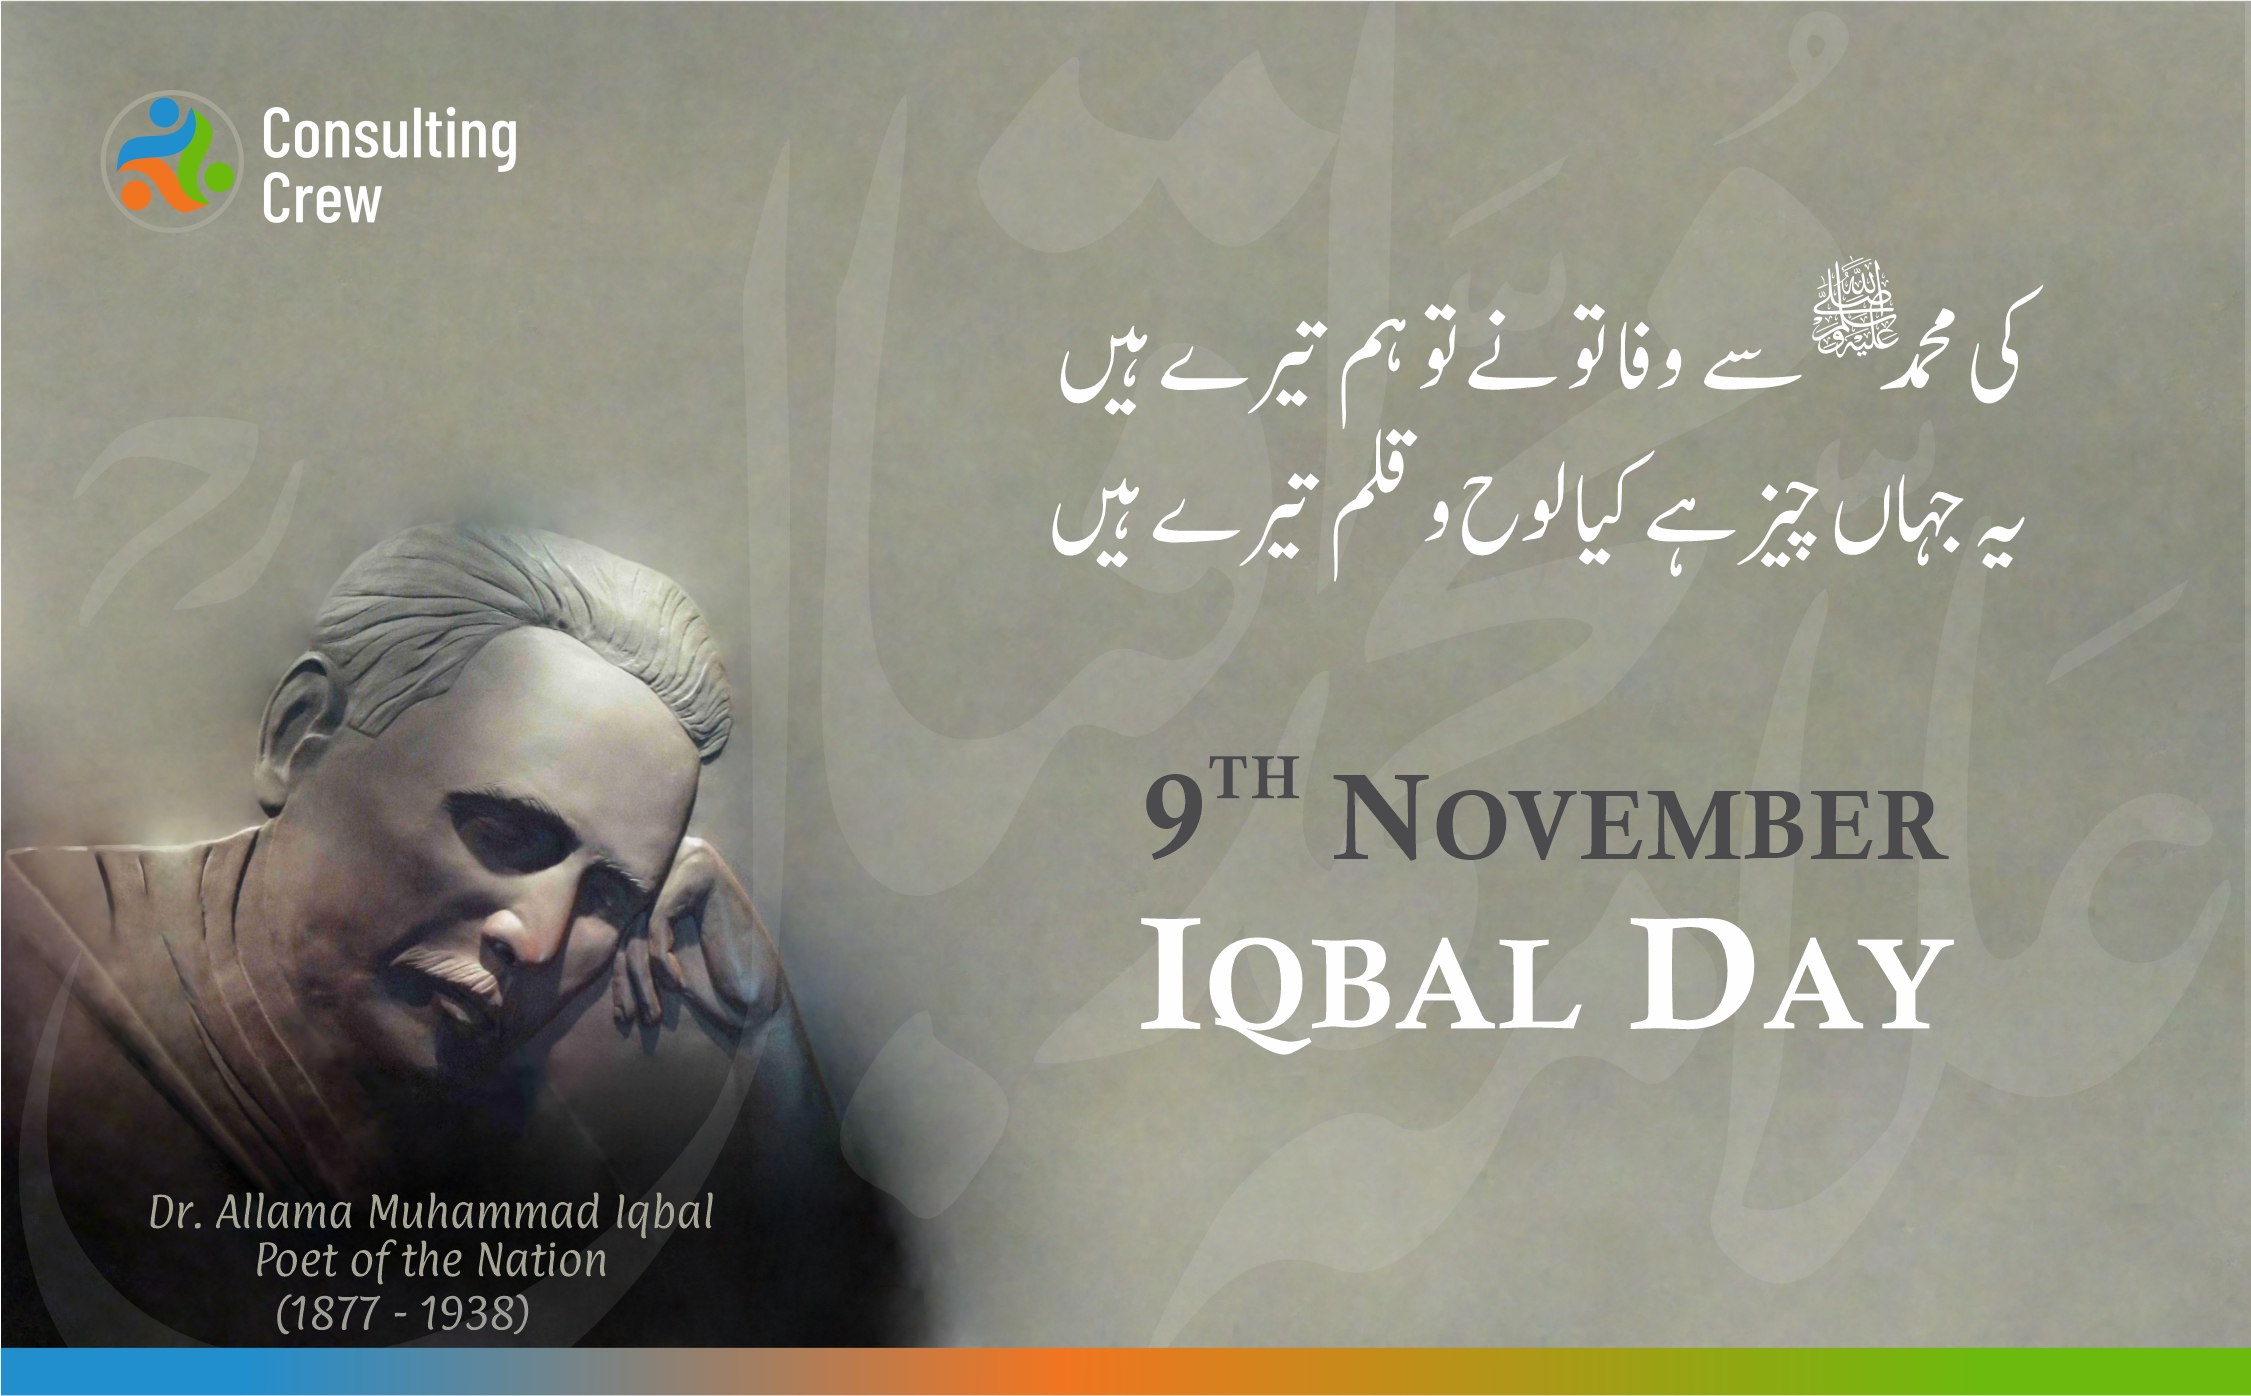 Consulting
Crew
کی محمد ﷺ سے وفا تو نے تو ہم تیرے ہیں
یہ جہاں چیز ہے کیا لوح و قلم تیرے ہیں
9TH NOVEMBER
IQBAL DAY
Dr. Allama Muhammad Iqbal
Poet of the Nation
(1877 - 1938)